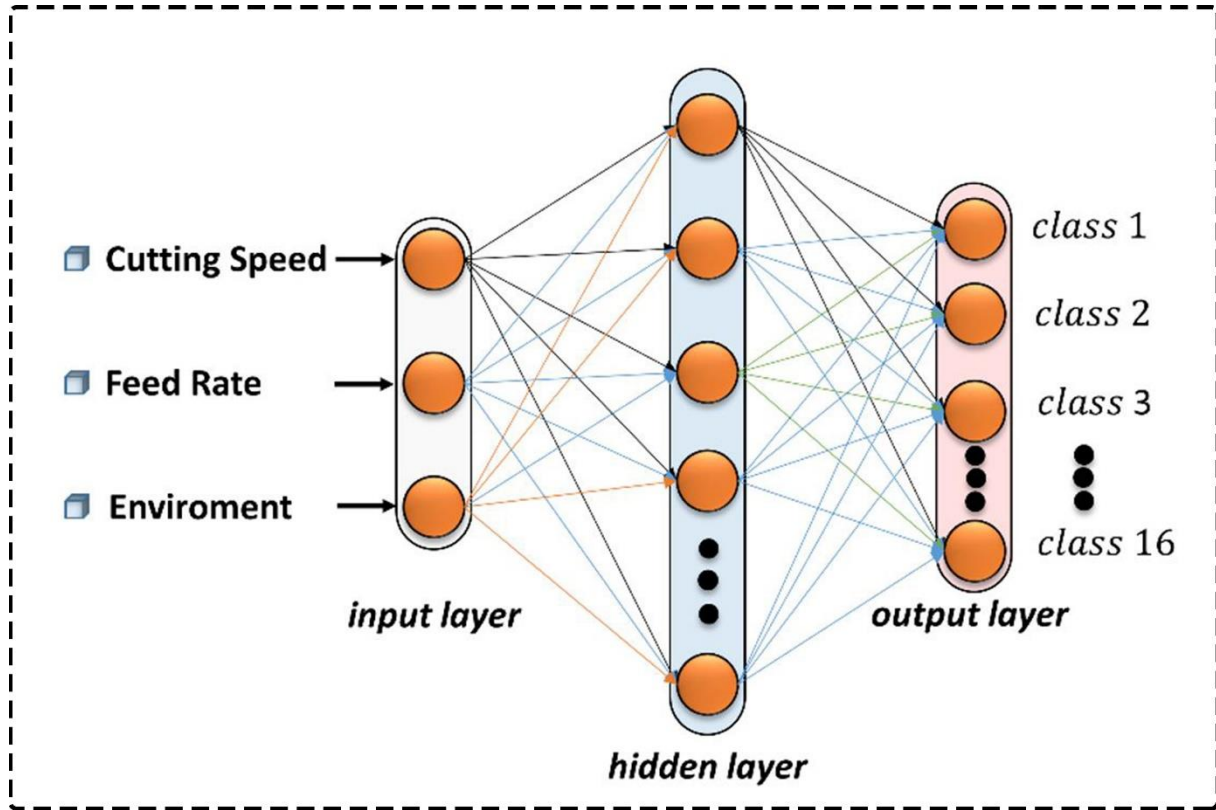 Cutting Speed
Feed Rate
Enviroment
input layer
hidden layer
output layer
class 1
class 2
class 3
class 16